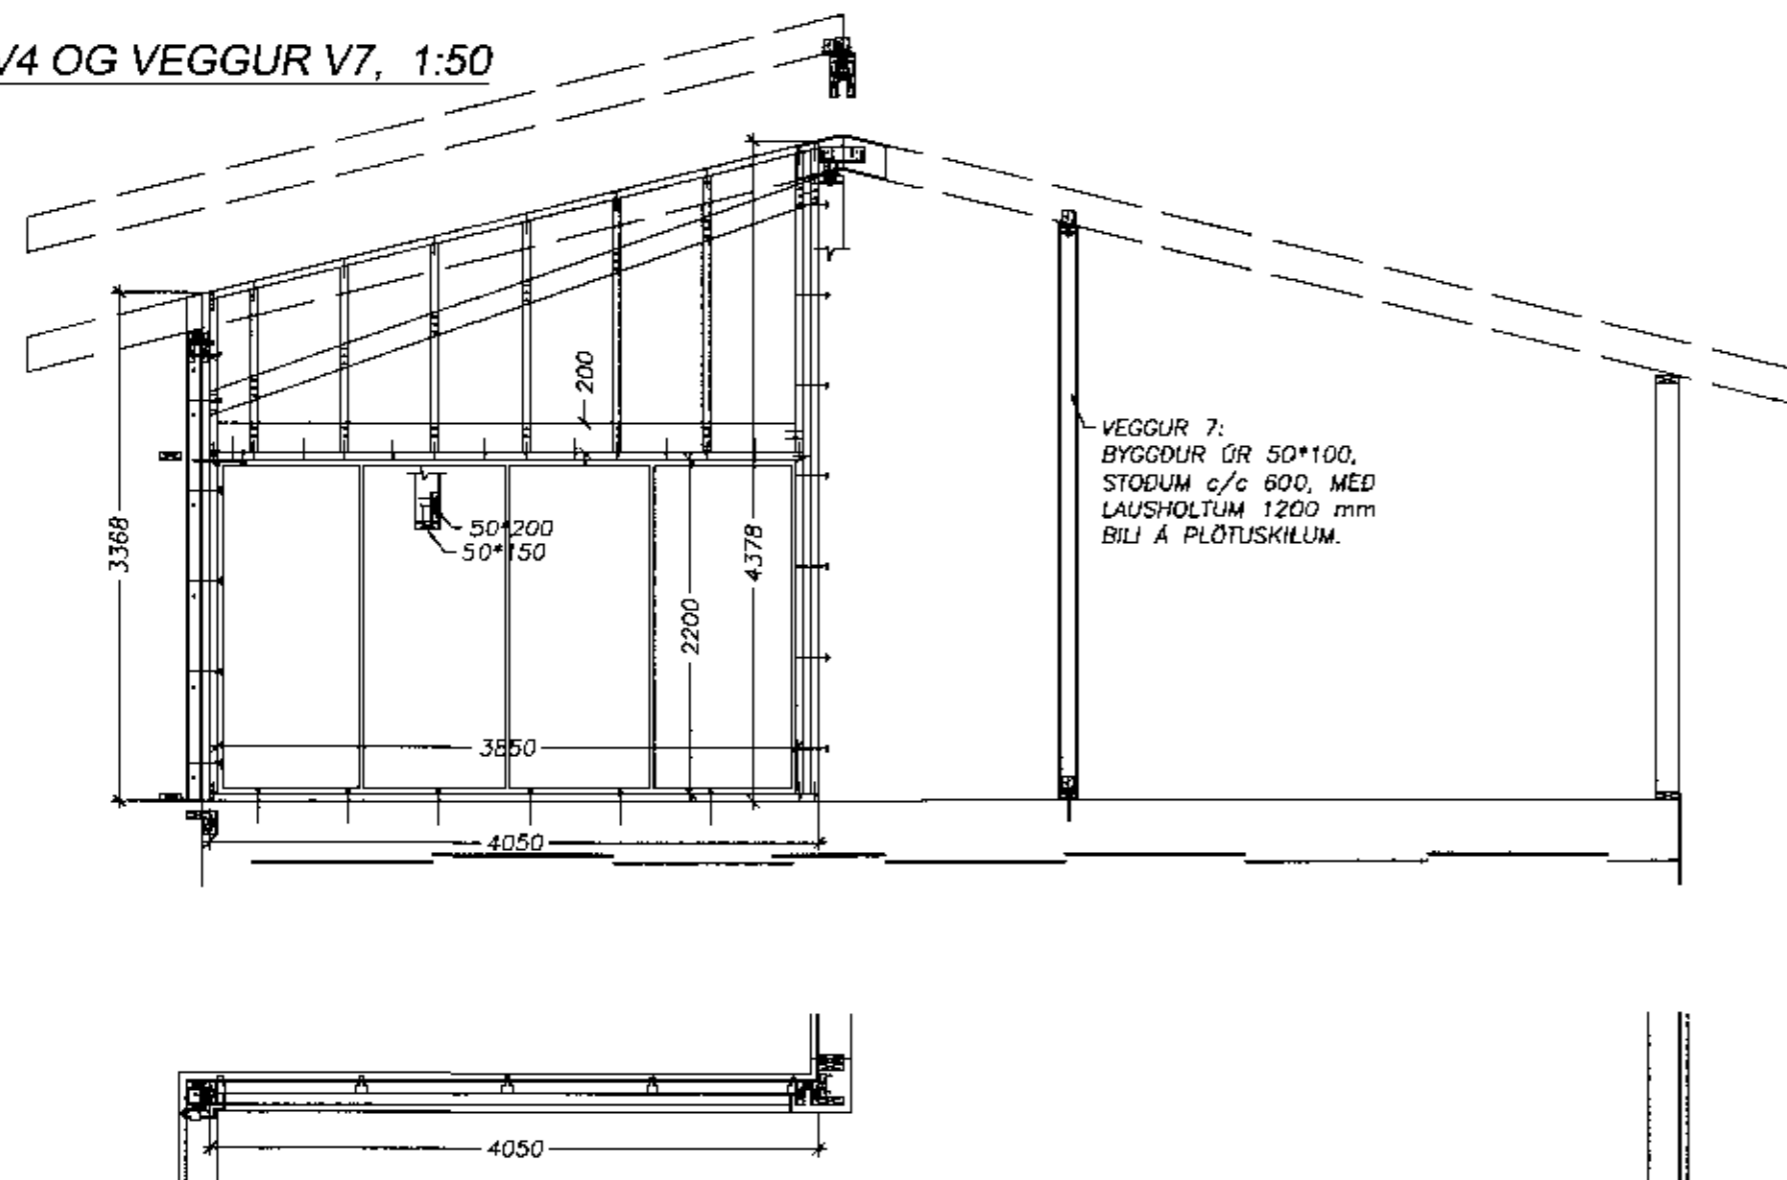 V4 OG VEGGUR V7, 1:50
200
VEGGUR 7:
BYGGÐUR ÚR 50*100,
STOÐUM c/c 600, MEÐ
LAUSHOLTUM 1200 mm
BILI Á PLÖTUSKILUM.
50*200
50*150
3368
4378
2200
3850
4050
4050